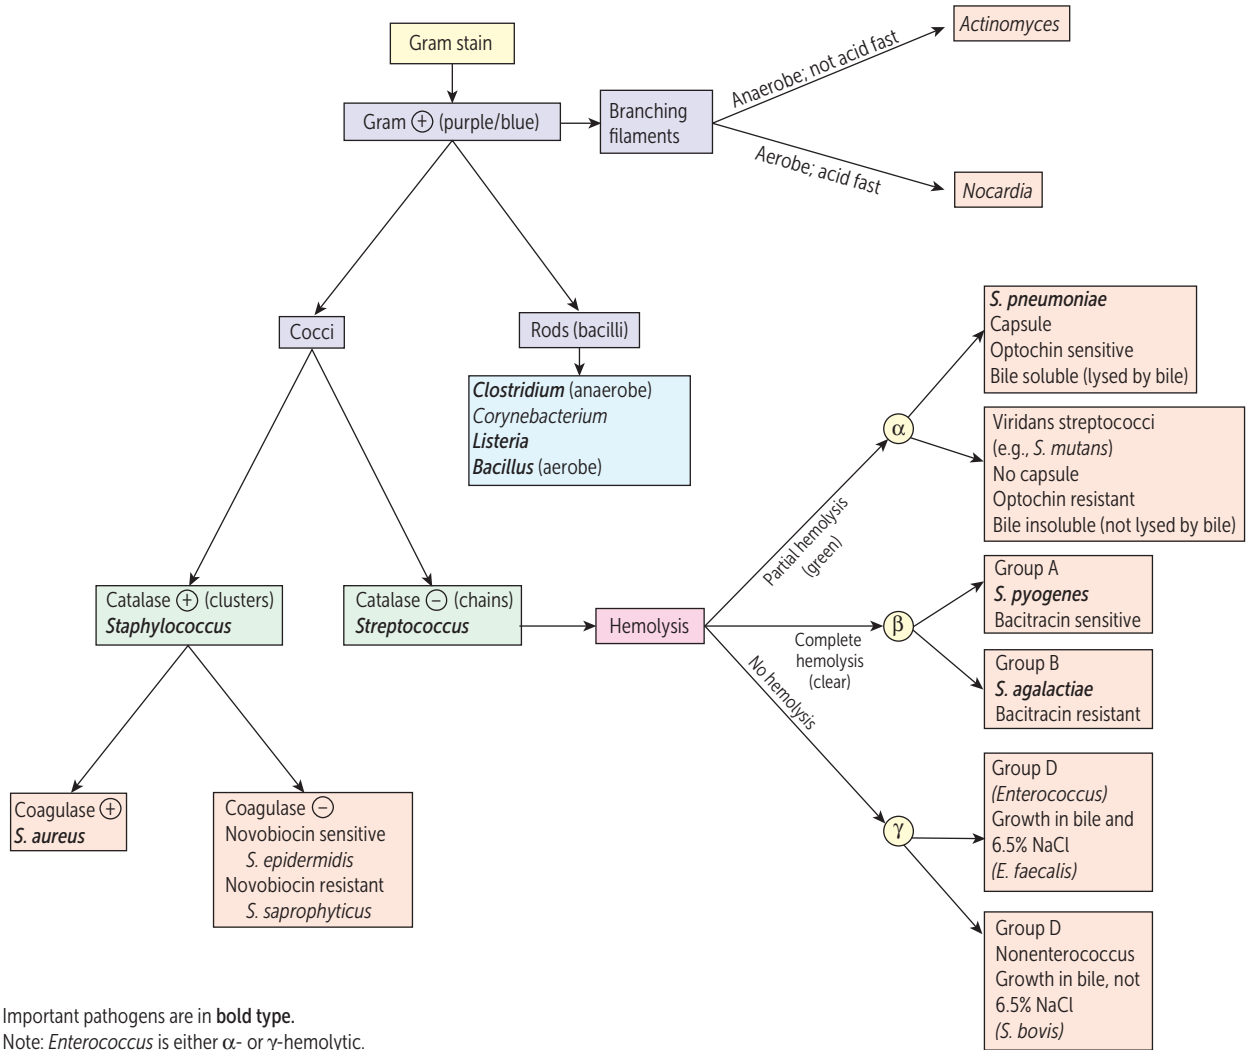 Gram stain
Gram ⊕ (purple/blue)
Branching
filaments
Anaerobe; not acid fast
Actinomyces
Aerobe; acid fast
Nocardia
Cocci
Rods (bacilli)
Clostridium (anaerobe)
Corynebacterium
Listeria
Bacillus (aerobe)
Catalase ⊕ (clusters)
Staphylococcus
Catalase ⊖ (chains)
Streptococcus
Hemolysis
Coagulase ⊕
S. aureus
Coagulase ⊖
Novobiocin sensitive
S. epidermidis
Novobiocin resistant
S. saprophyticus
Partial hemolysis
(green)
α
S. pneumoniae
Capsule
Optochin sensitive
Bile soluble (lysed by bile)
Viridans streptococci
(e.g., S. mutans)
No capsule
Optochin resistant
Bile insoluble (not lysed by bile)
Complete
hemolysis
(clear)
β
Group A
S. pyogenes
Bacitracin sensitive
Group B
S. agalactiae
Bacitracin resistant
No hemolysis
γ
Group D
(Enterococcus)
Growth in bile and
6.5% NaCl
(E. faecalis)
Group D
Nonenterococcus
Growth in bile, not
6.5% NaCl
(S. bovis)
Important pathogens are in bold type.
Note: Enterococcus is either α- or γ-hemolytic.